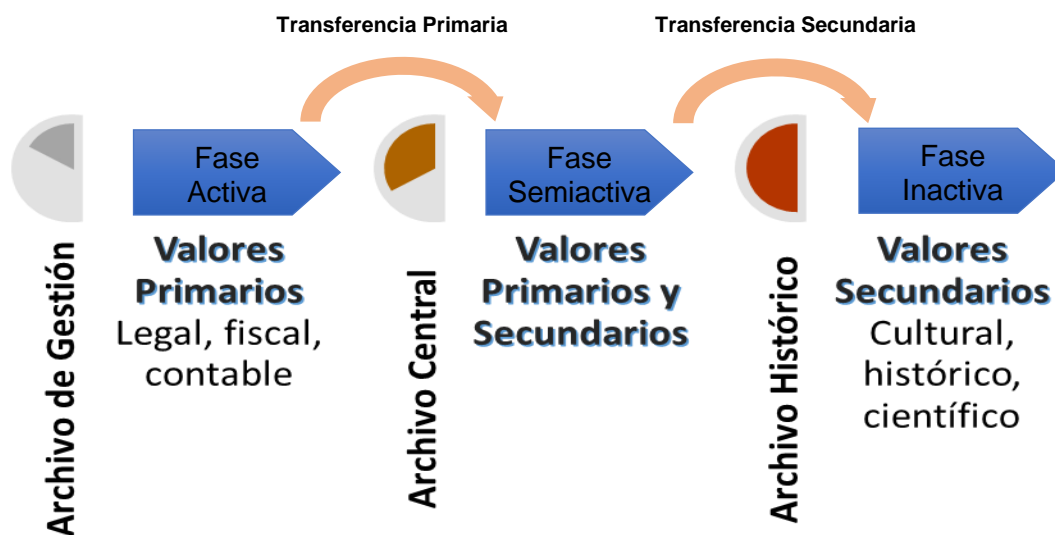 Transferencia Primaria
Transferencia Secundaria
Archivo de Gestión
Fase
Activa
Valores
Primarios
Legal, fiscal,
contable
Archivo Central
Fase
Semiactiva
Valores
Primarios y
Secundarios
Archivo Histórico
Fase
Inactiva
Valores
Secundarios
Cultural,
histórico,
científico